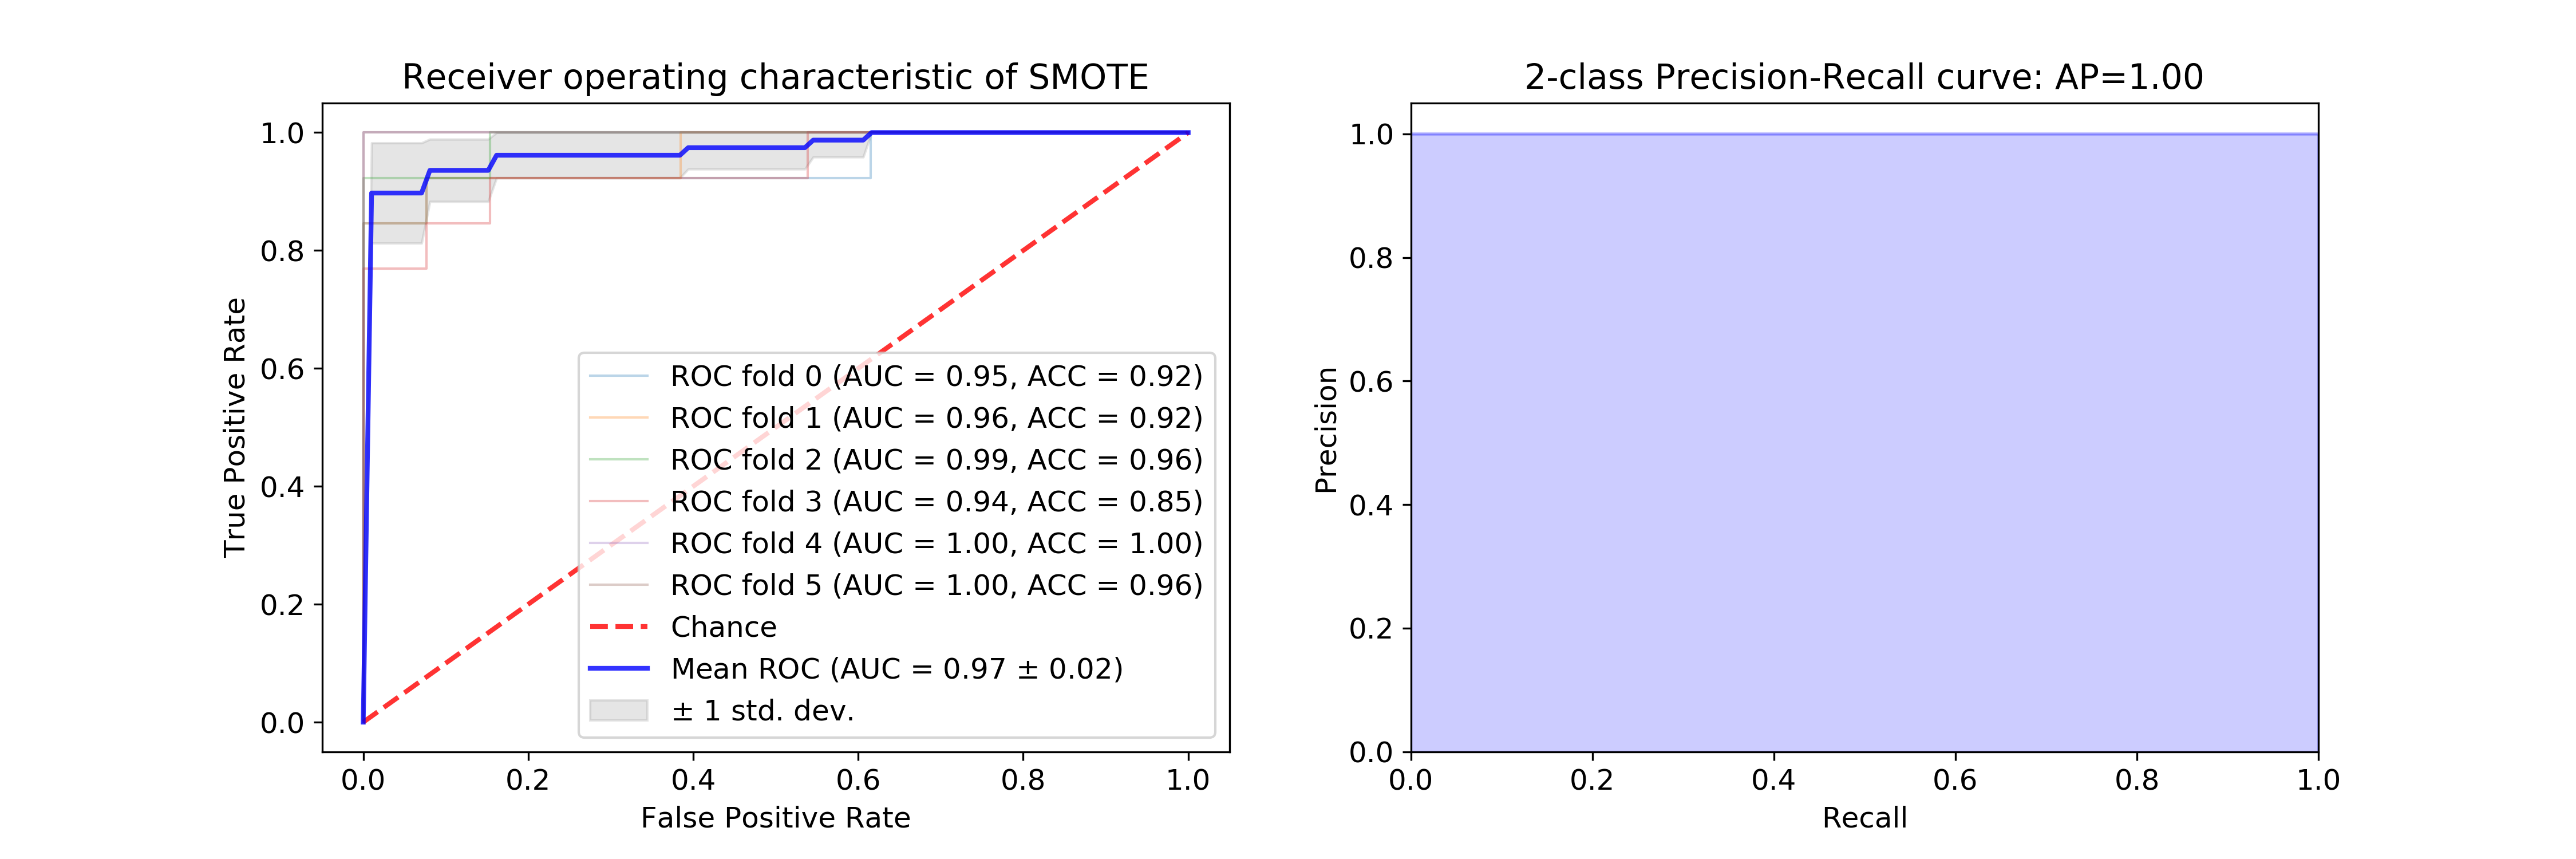 Receiver operating characteristic of SMOTE
True Positive Rate
1.0
0.8
0.6
0.4
0.2
0.0
ROC fold 0 (AUC = 0.95, ACC = 0.92)
ROC fold 1 (AUC = 0.96, ACC = 0.92)
ROC fold 2 (AUC = 0.99, ACC = 0.96)
ROC fold 3 (AUC = 0.94, ACC = 0.85)
ROC fold 4 (AUC = 1.00, ACC = 1.00)
ROC fold 5 (AUC = 1.00, ACC = 0.96)
Chance
Mean ROC (AUC = 0.97 ± 0.02)
± 1 std. dev.
0.0 0.2 0.4 0.6 0.8 1.0
False Positive Rate
2-class Precision-Recall curve: AP=1.00
Precision
1.0
0.8
0.6
0.4
0.2
0.0
0.0 0.2 0.4 0.6 0.8 1.0
Recall